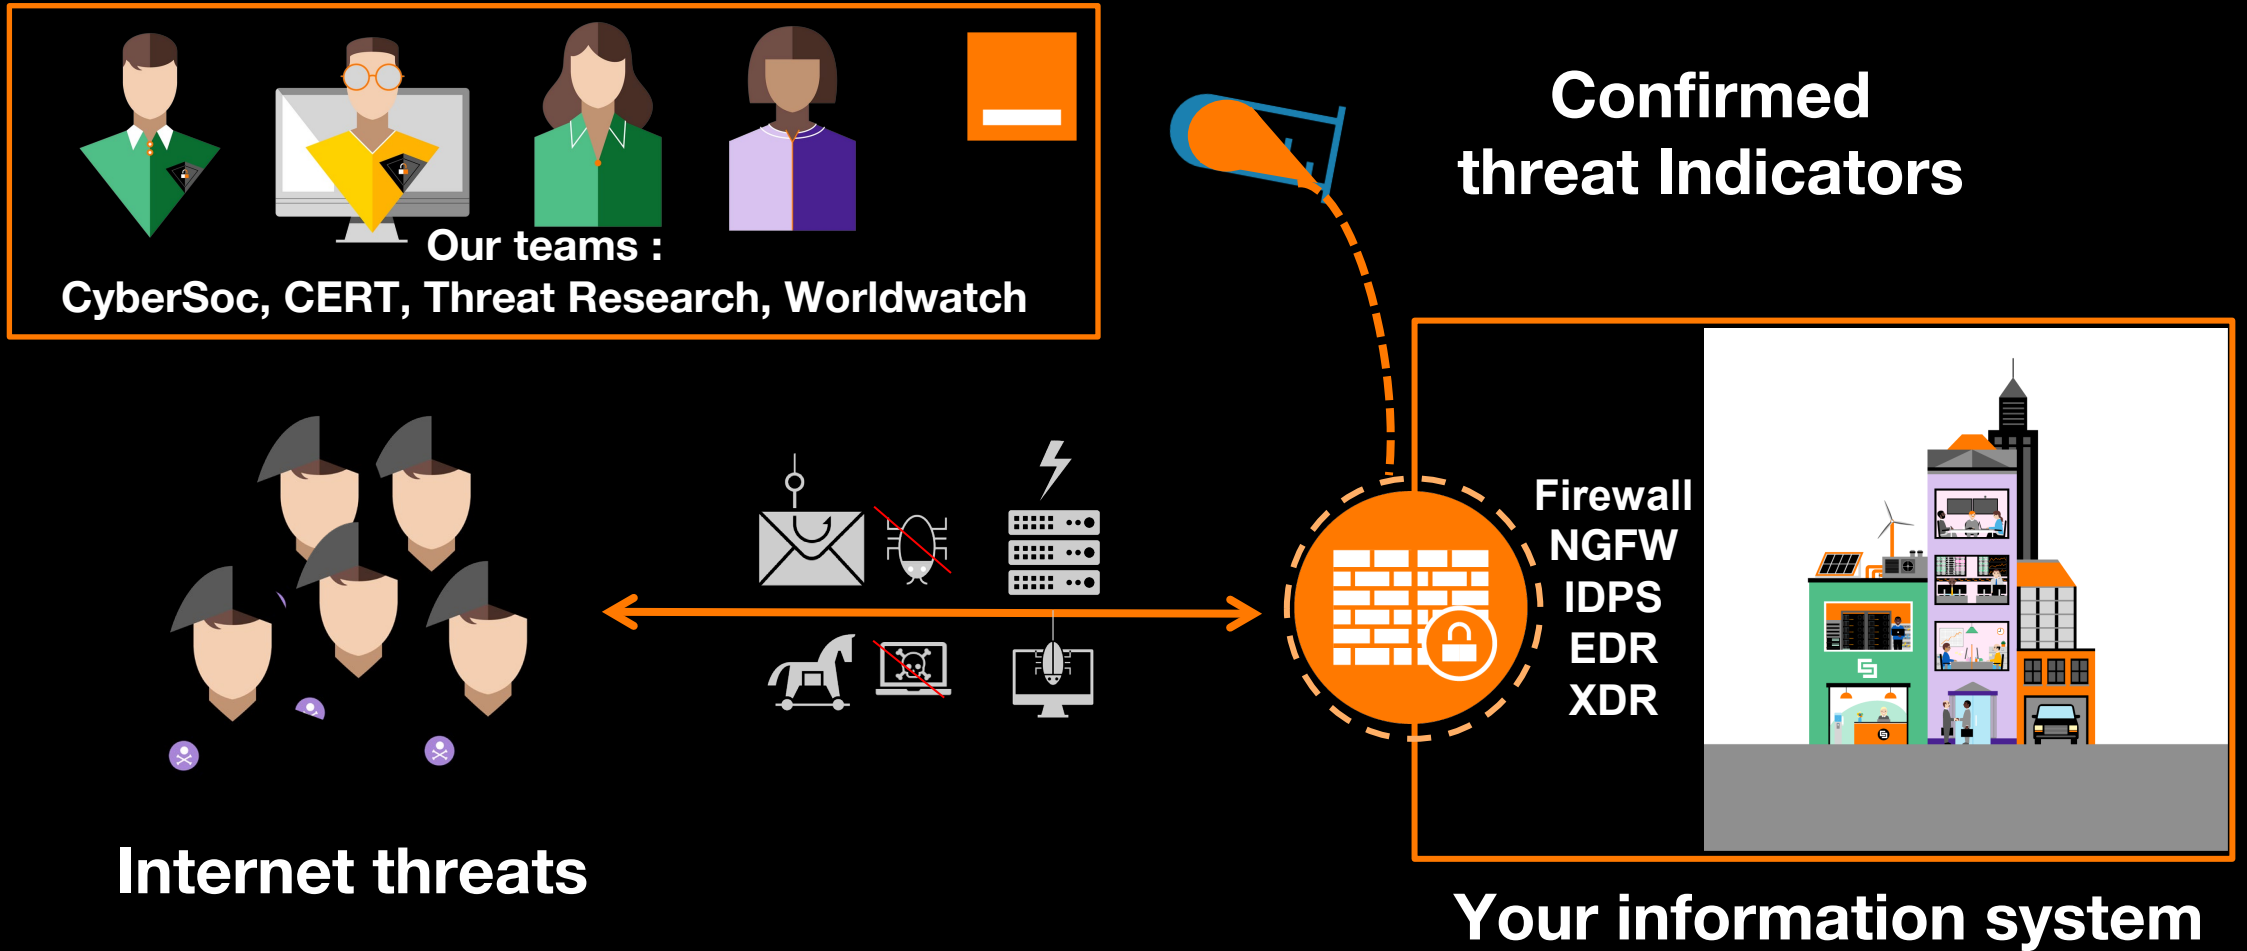 Our teams :
CyberSoc, CERT, Threat Research, Worldwatch
Confirmed
threat Indicators
Firewall
NGFW
IDPS
EDR
XDR
Internet threats
Your information system